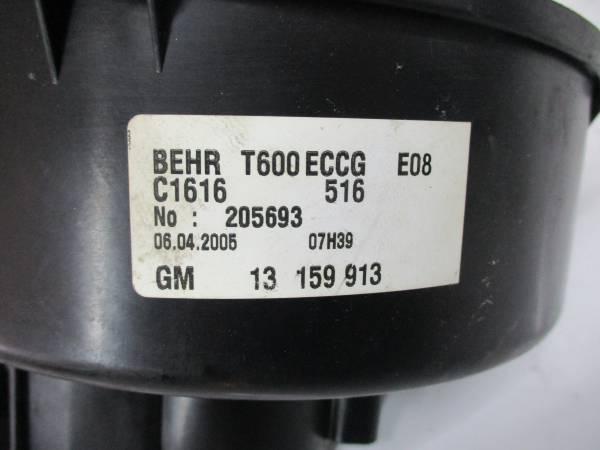 BEHR T600 ECCG E08
C1616 516
No : 205693
06.04.2005 07H39
GM 13 159 913